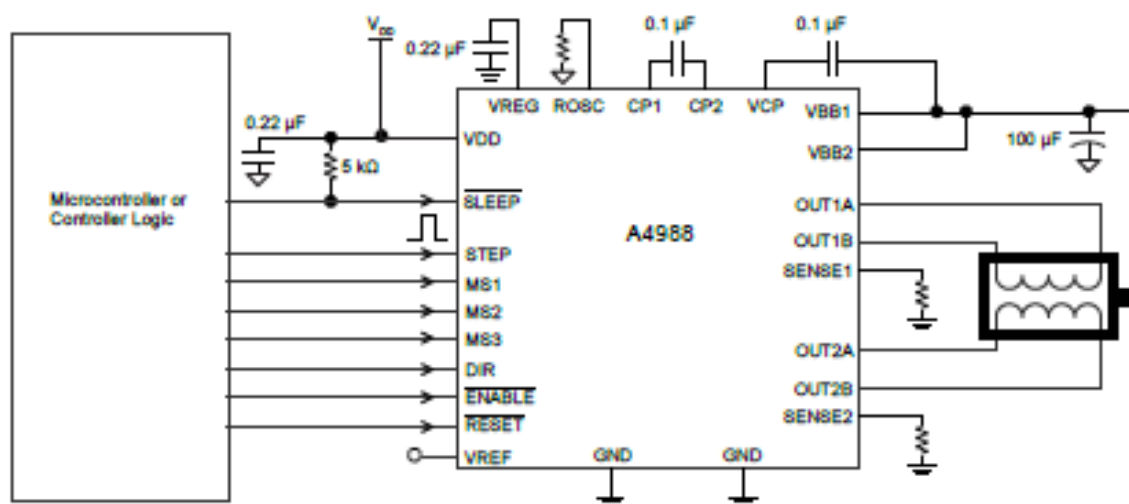 V_DD
0.22 µF
0.1 µF
0.1 µF
VREG
ROSC
CP1
CP2
VCP
0.22 µF
VDD
5 kΩ
VBB1
VBB2
100 µF
Microcontroller or
Controller Logic
SLEEP
A4988
OUT1A
OUT1B
STEP
SENSE1
MS1
MS2
MS3
OUT2A
DIR
OUT2B
ENABLE
SENSE2
RESET
VREF
GND
GND